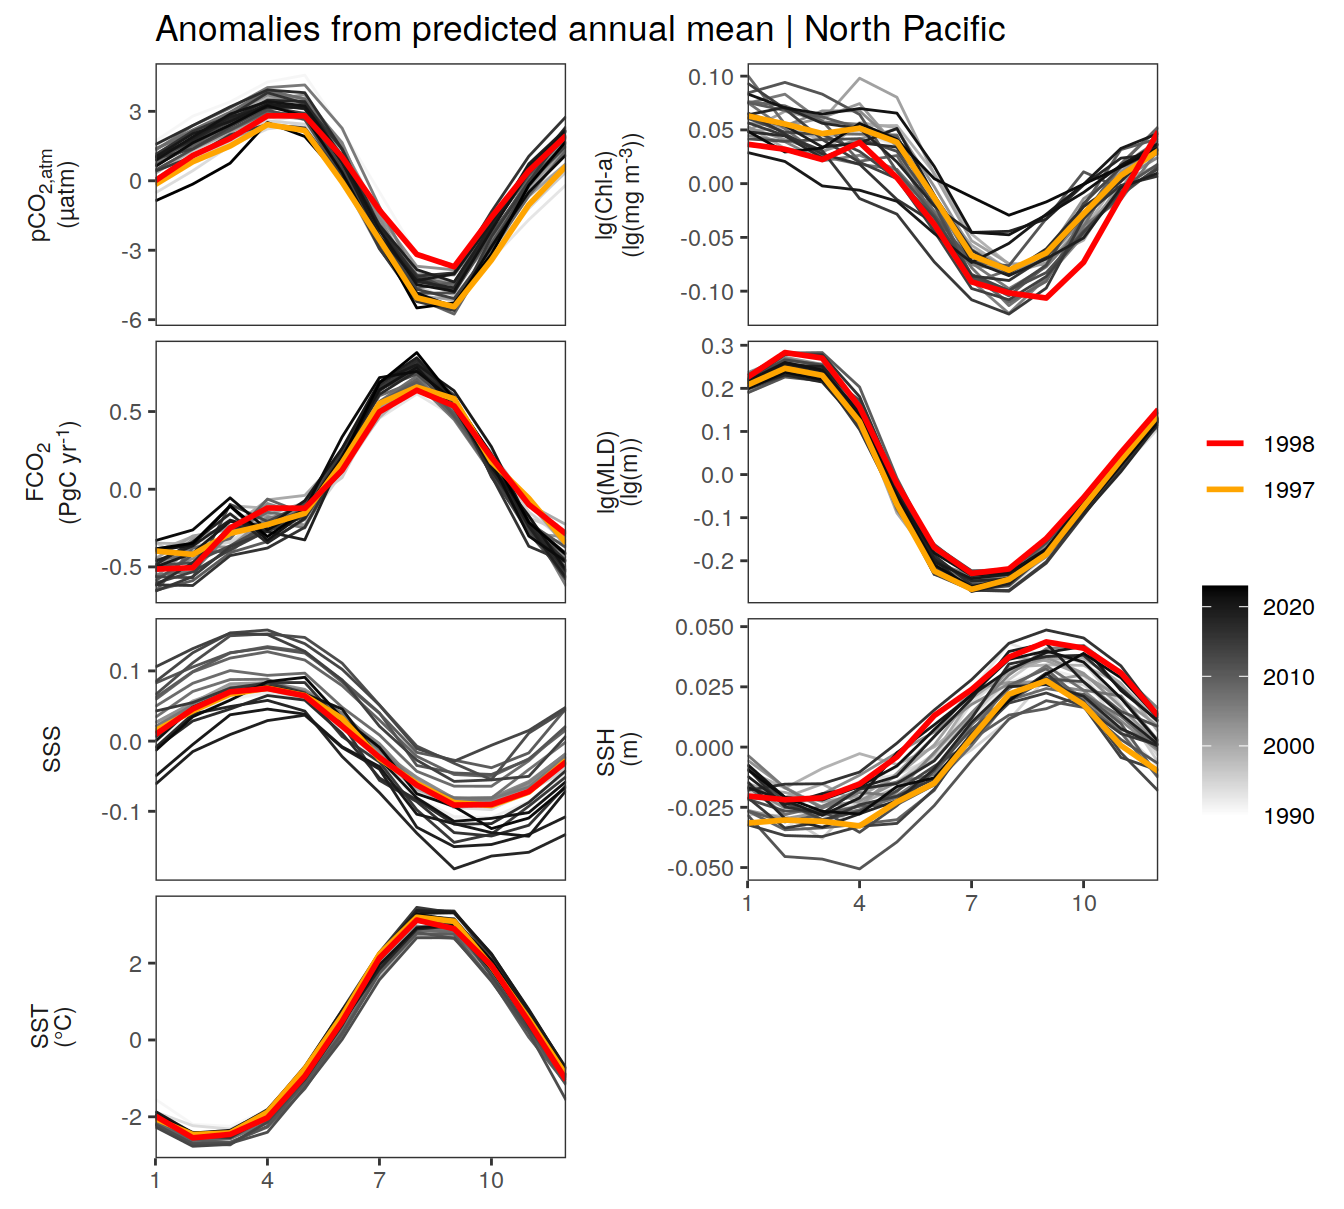 Anomalies from predicted annual mean | North Pacific
pCO2,atm
(µatm)
3
0
-3
-6
lg(Chl-a)
(lg(mg m-3))
0.10
0.05
0.00
-0.05
-0.10
FCO2
(PgC yr-1)
0.5
0.0
-0.5
lg(MLD)
(lg(m))
0.3
0.2
0.1
0.0
-0.1
-0.2
SSS
0.1
0.0
-0.1
SSH
(m)
0.050
0.025
0.000
-0.025
-0.050
1 4 7 10
SST
(°C)
2
0
-2
1 4 7 10
1998
1997
2020
2010
2000
1990